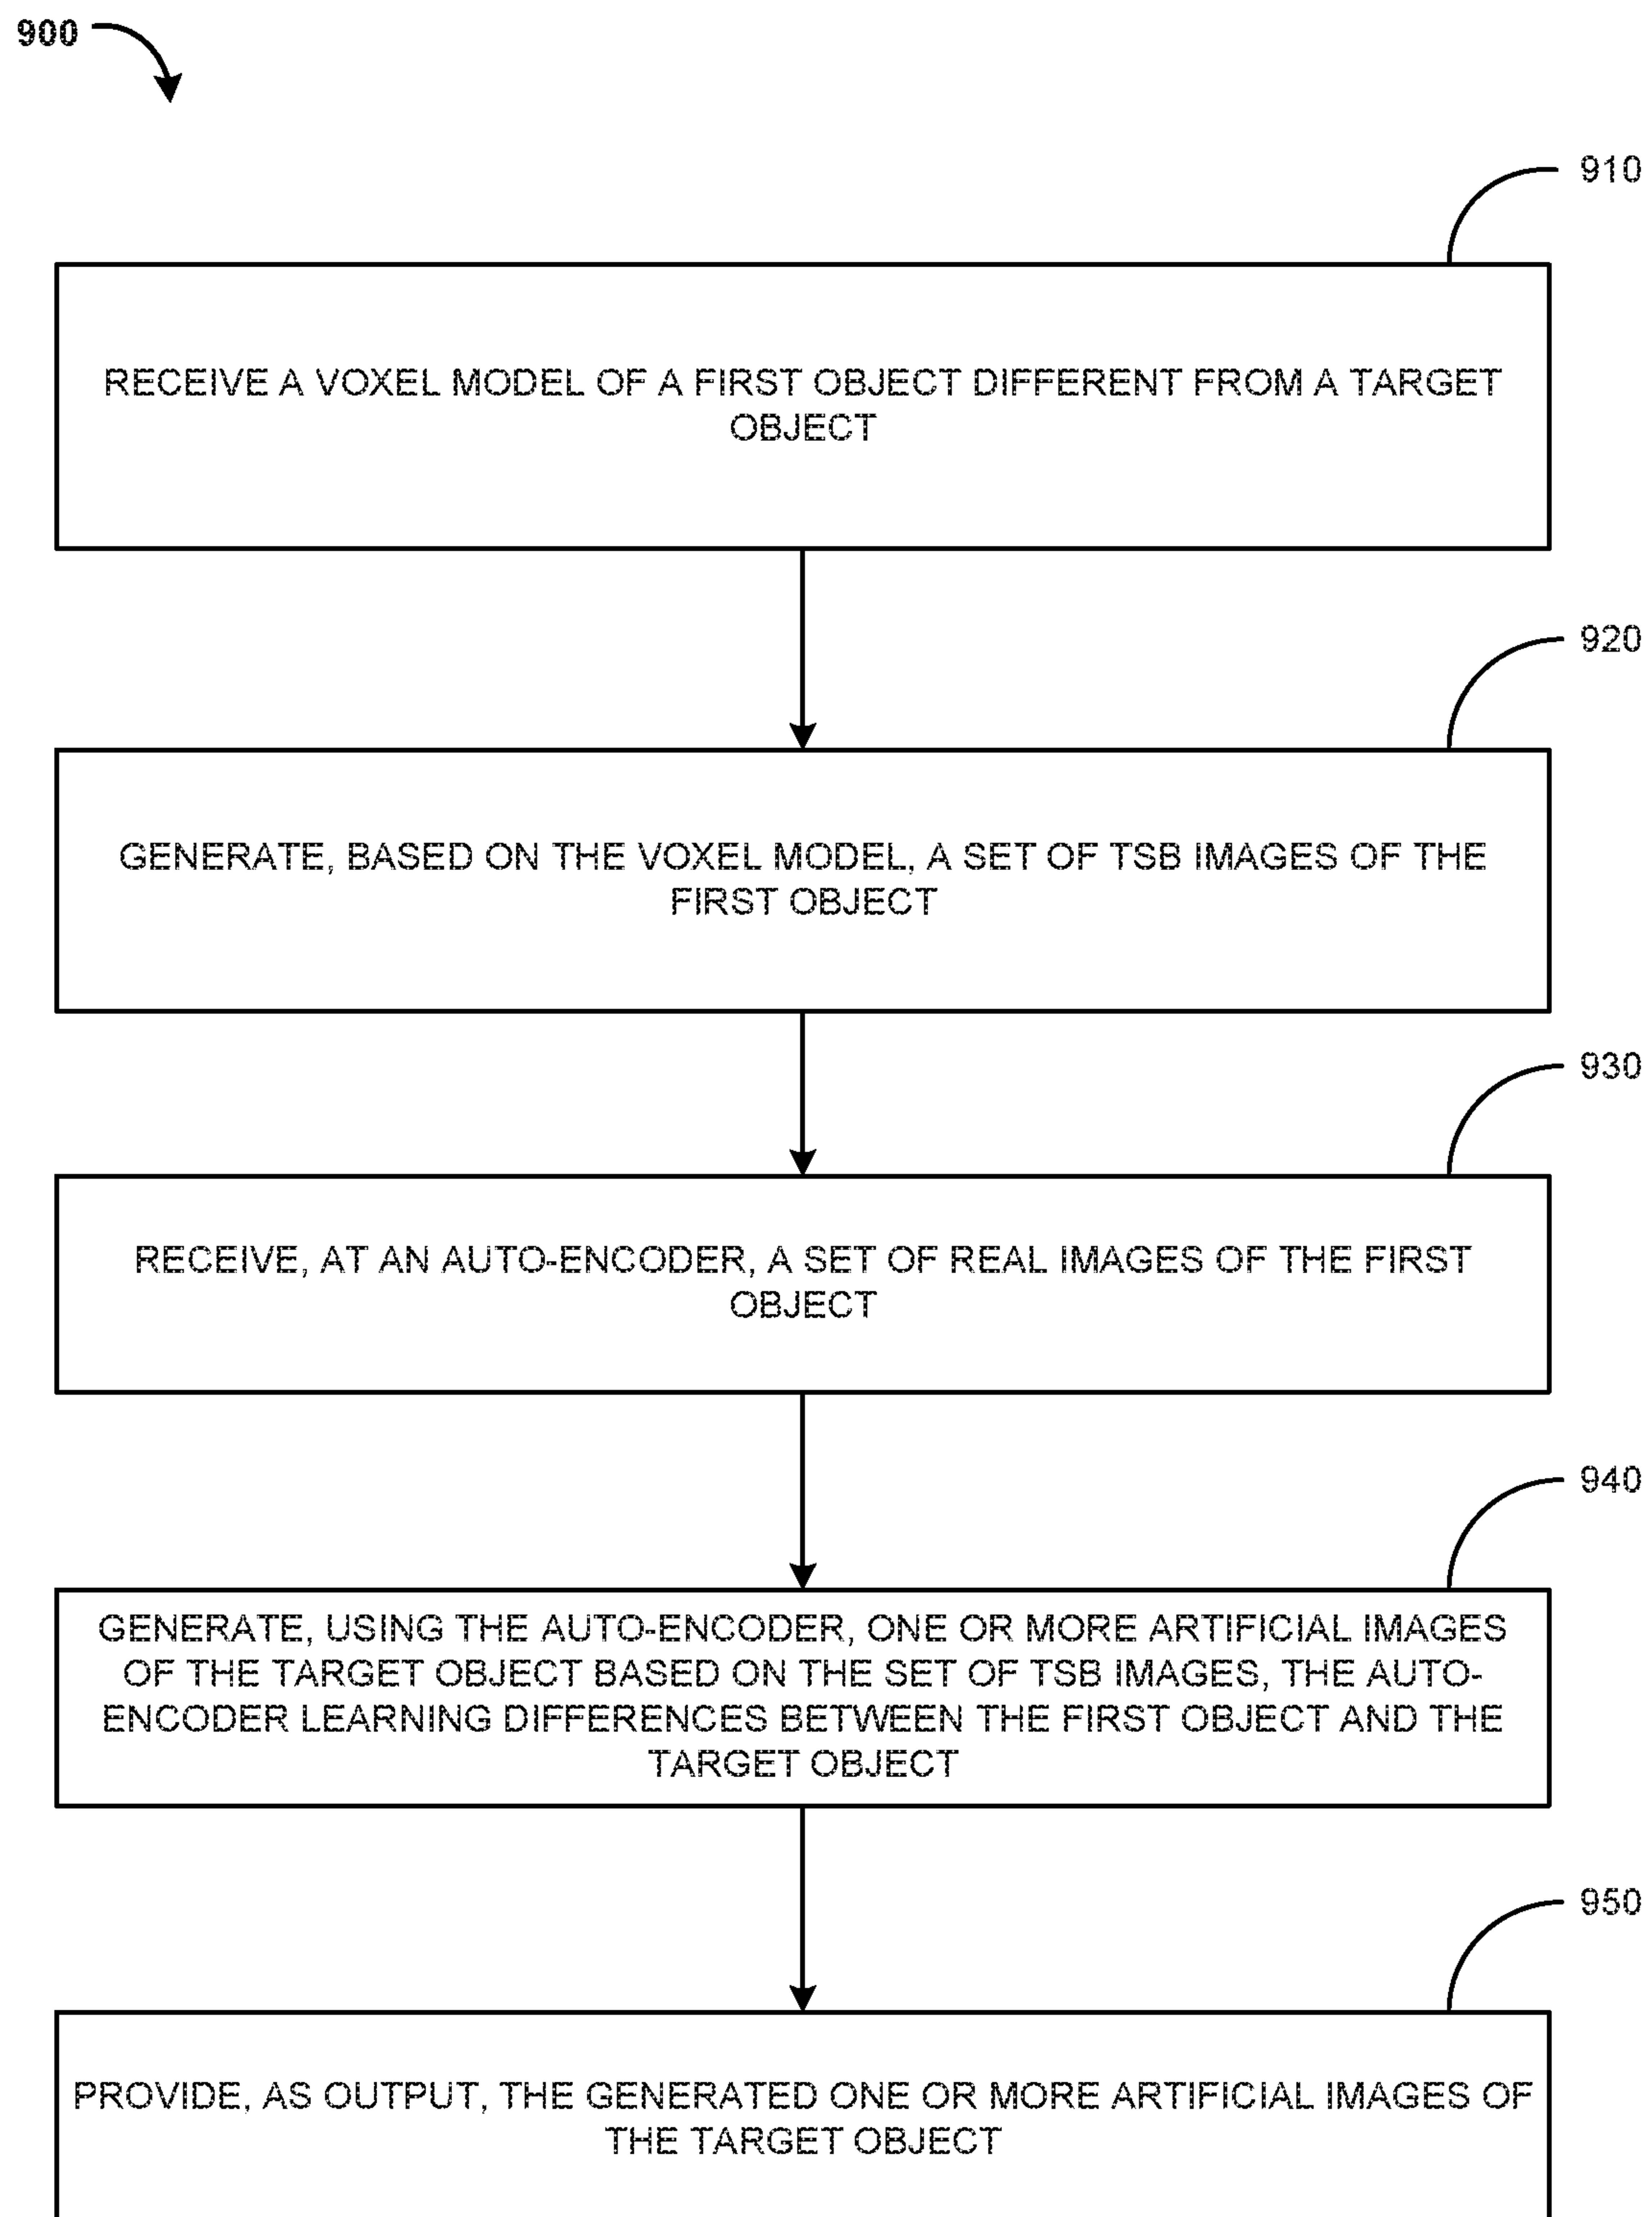 900
910
RECEIVE A VOXEL MODEL OF A FIRST OBJECT DIFFERENT FROM A TARGET
OBJECT
920
GENERATE, BASED ON THE VOXEL MODEL, A SET OF TSB IMAGES OF THE
FIRST OBJECT
930
RECEIVE, AT AN AUTO-ENCODER, A SET OF REAL IMAGES OF THE FIRST
OBJECT
940
GENERATE, USING THE AUTO-ENCODER, ONE OR MORE ARTIFICIAL IMAGES
OF THE TARGET OBJECT BASED ON THE SET OF TSB IMAGES, THE AUTO-
ENCODER LEARNING DIFFERENCES BETWEEN THE FIRST OBJECT AND THE
TARGET OBJECT
950
PROVIDE, AS OUTPUT, THE GENERATED ONE OR MORE ARTIFICIAL IMAGES OF
THE TARGET OBJECT